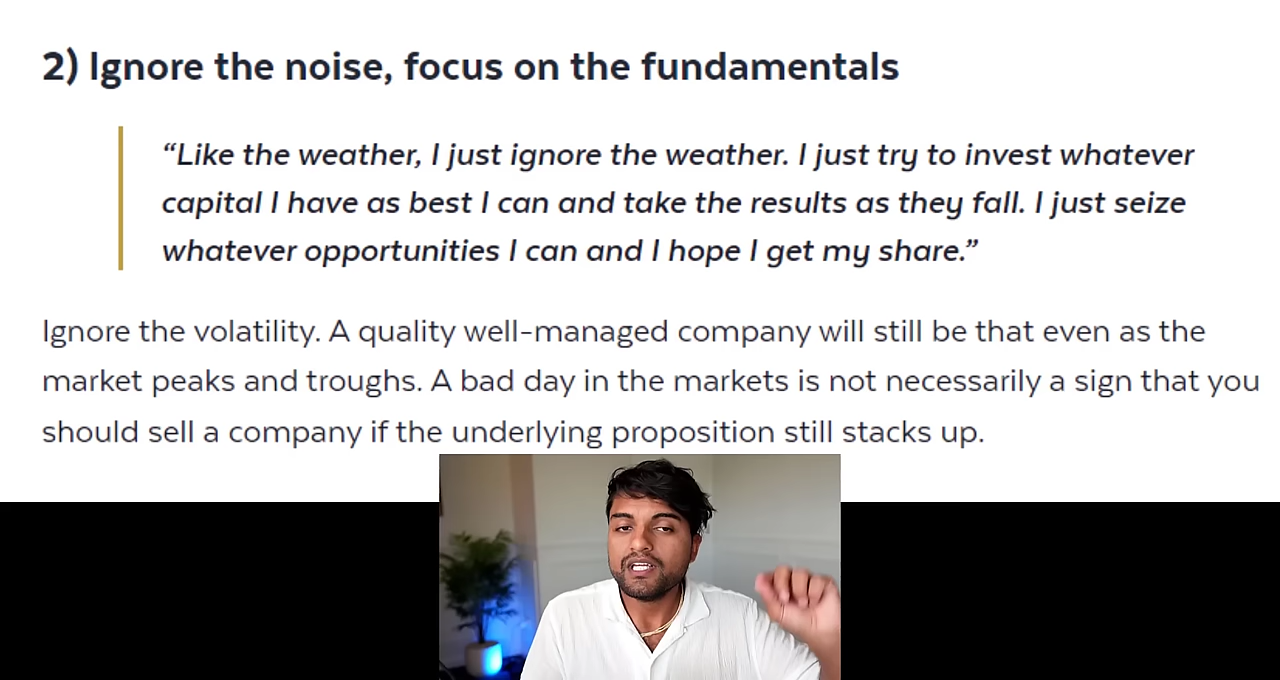 2) Ignore the noise, focus on the fundamentals
“Like the weather, I just ignore the weather. I just try to invest whatever
capital I have as best I can and take the results as they fall. I just seize
whatever opportunities I can and I hope I get my share.”
Ignore the volatility. A quality well-managed company will still be that even as the
market peaks and troughs. A bad day in the markets is not necessarily a sign that you
should sell a company if the underlying proposition still stacks up.